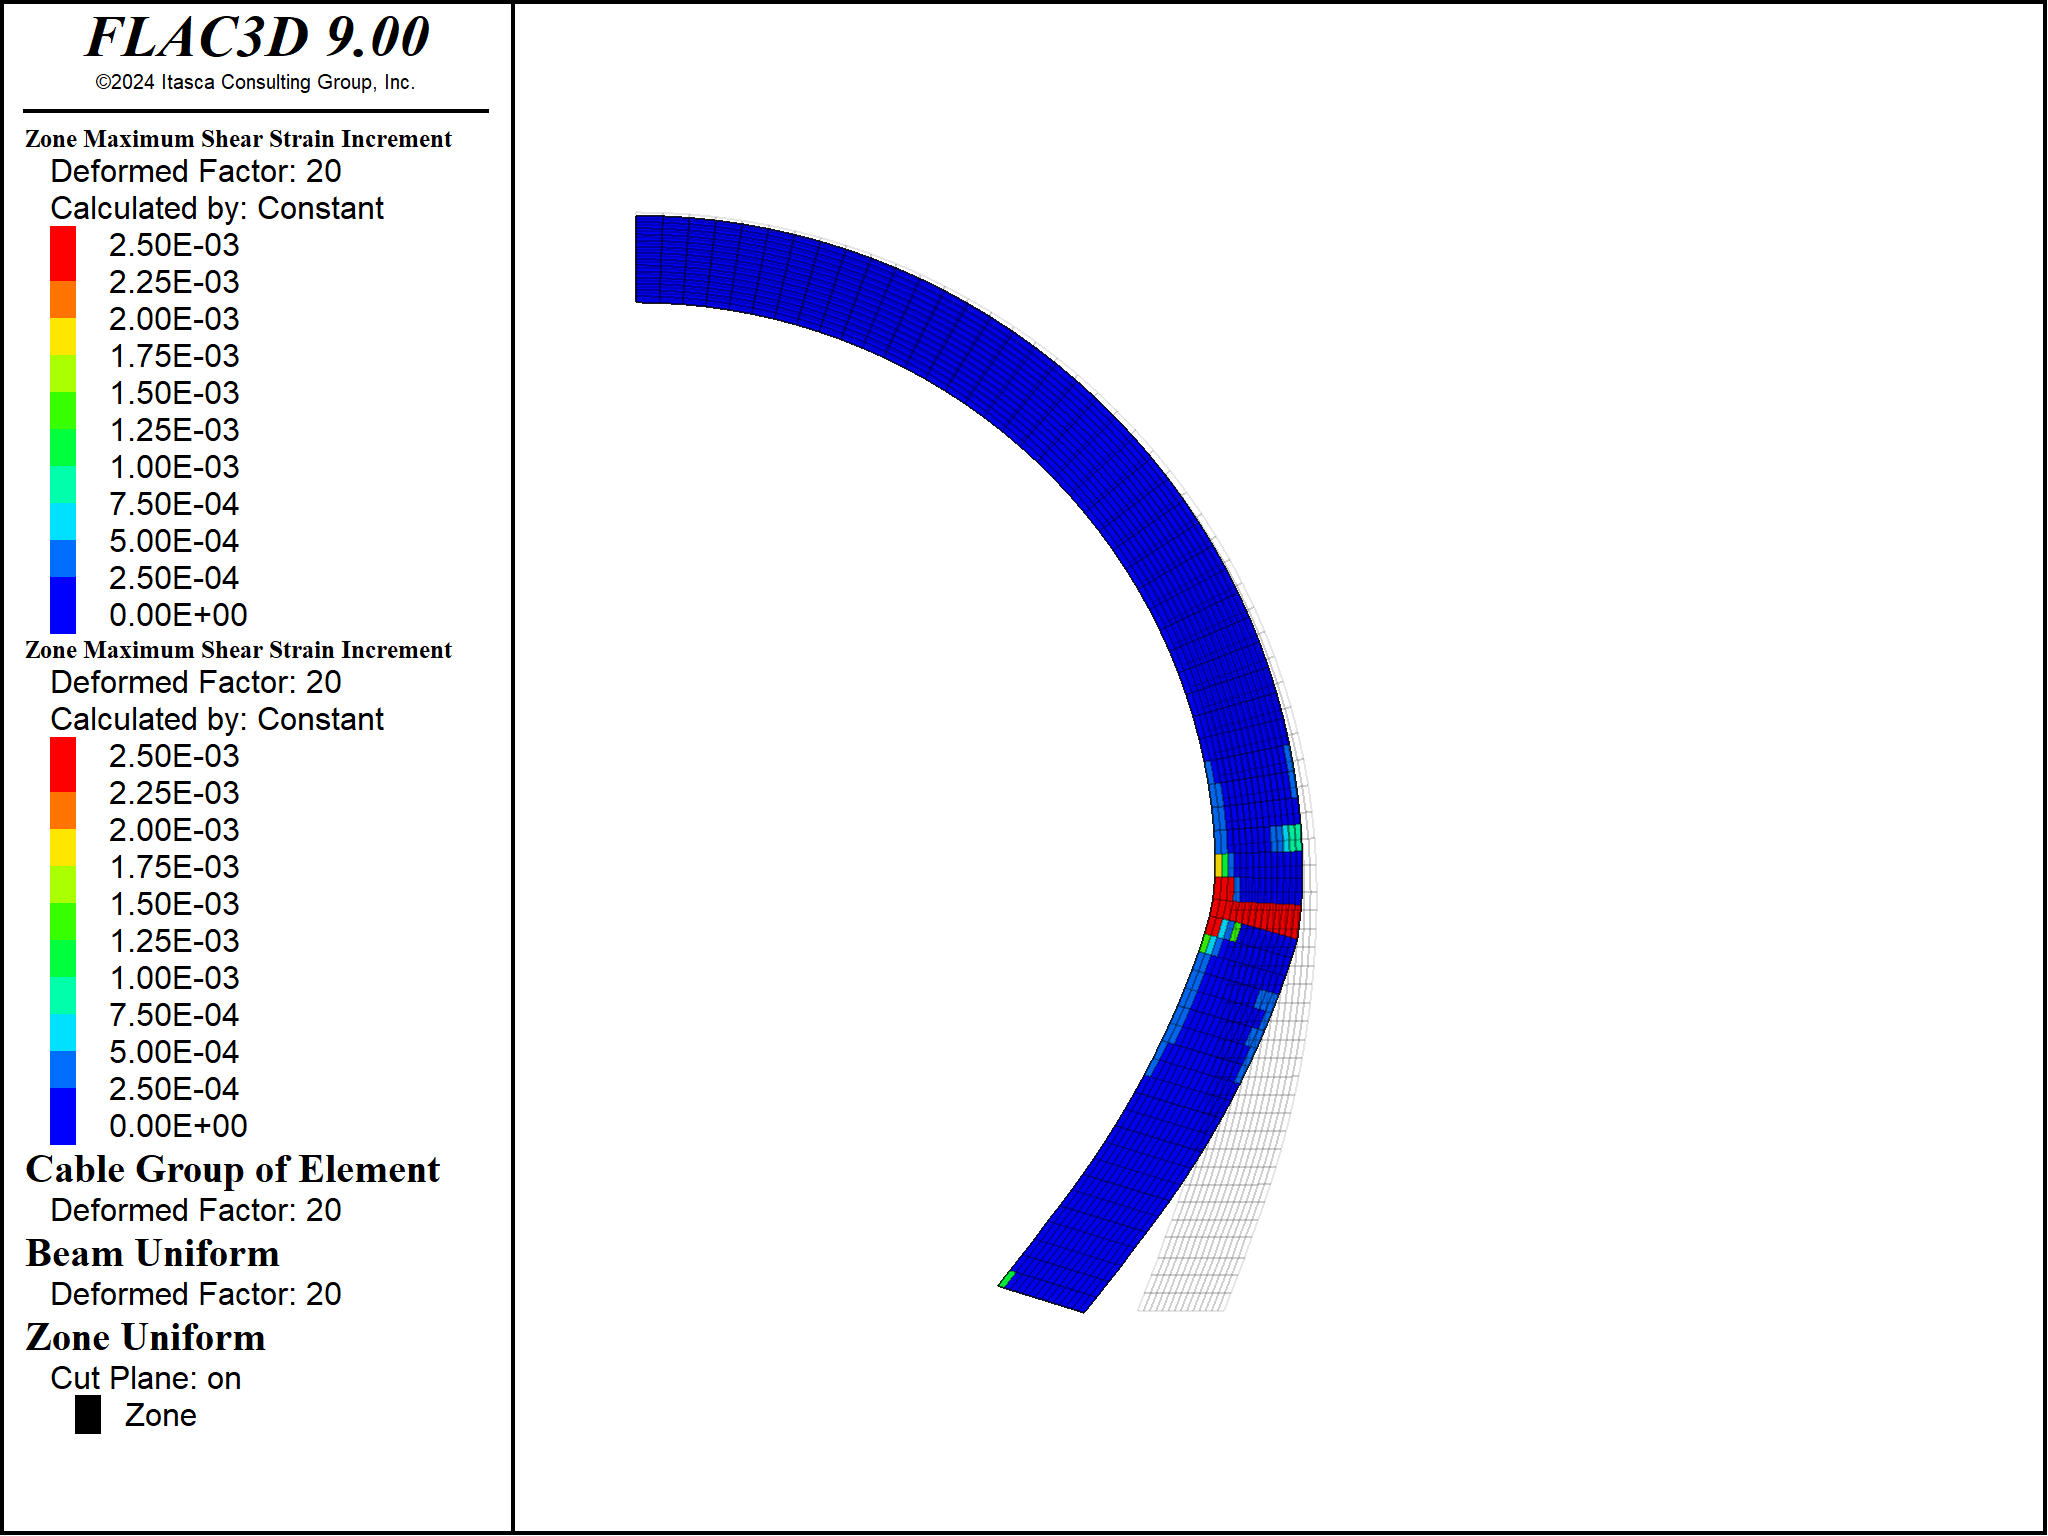 FLAC3D 9.00
©2024 Itasca Consulting Group, Inc.
Zone Maximum Shear Strain Increment
Deformed Factor: 20
Calculated by: Constant
2.50E-03
2.25E-03
2.00E-03
1.75E-03
1.50E-03
1.25E-03
1.00E-03
7.50E-04
5.00E-04
2.50E-04
0.00E+00
Zone Maximum Shear Strain Increment
Deformed Factor: 20
Calculated by: Constant
2.50E-03
2.25E-03
2.00E-03
1.75E-03
1.50E-03
1.25E-03
1.00E-03
7.50E-04
5.00E-04
2.50E-04
0.00E+00
Cable Group of Element
Deformed Factor: 20
Beam Uniform
Deformed Factor: 20
Zone Uniform
Cut Plane: on
Zone